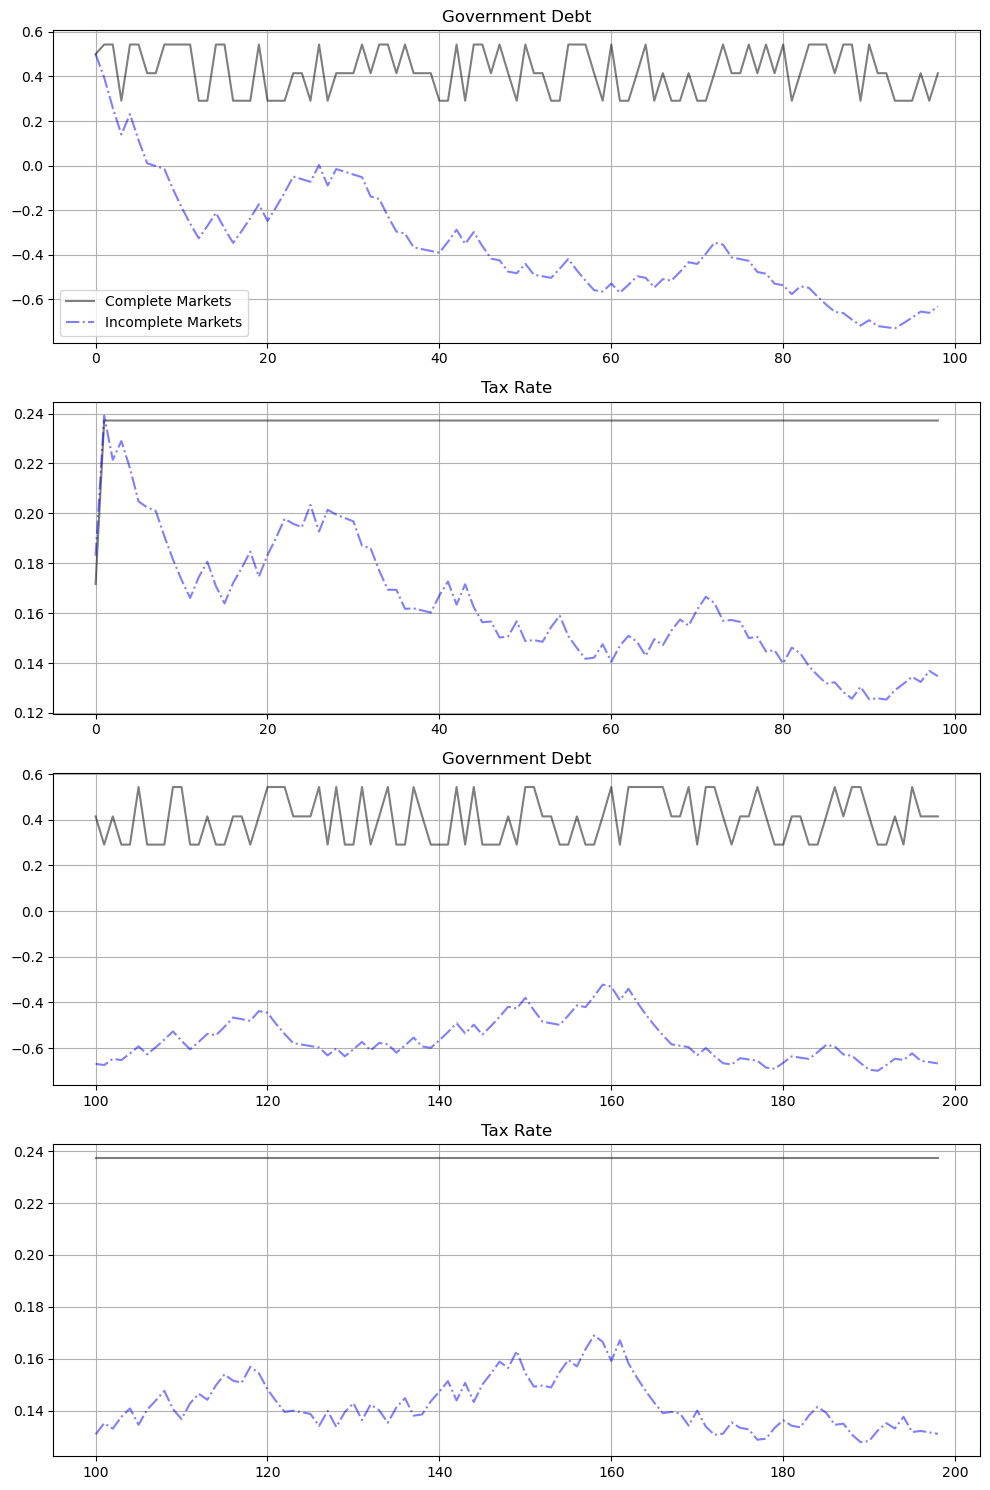 Government Debt
0.6
0.4
0.2
0.0
−0.2
−0.4
−0.6
Complete Markets
Incomplete Markets
0 20 40 60 80 100
Tax Rate
0.24
0.22
0.20
0.18
0.16
0.14
0.12
0 20 40 60 80 100
Government Debt
0.6
0.4
0.2
0.0
−0.2
−0.4
−0.6
100 120 140 160 180 200
Tax Rate
0.24
0.22
0.20
0.18
0.16
0.14
100 120 140 160 180 200